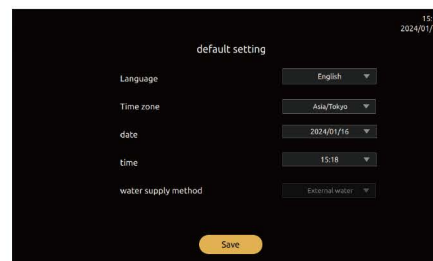 15:
2024/01/
default setting
Language English
Time zone Asia/Tokyo
date 2024/01/16
time 15:18
water supply method External water
Save